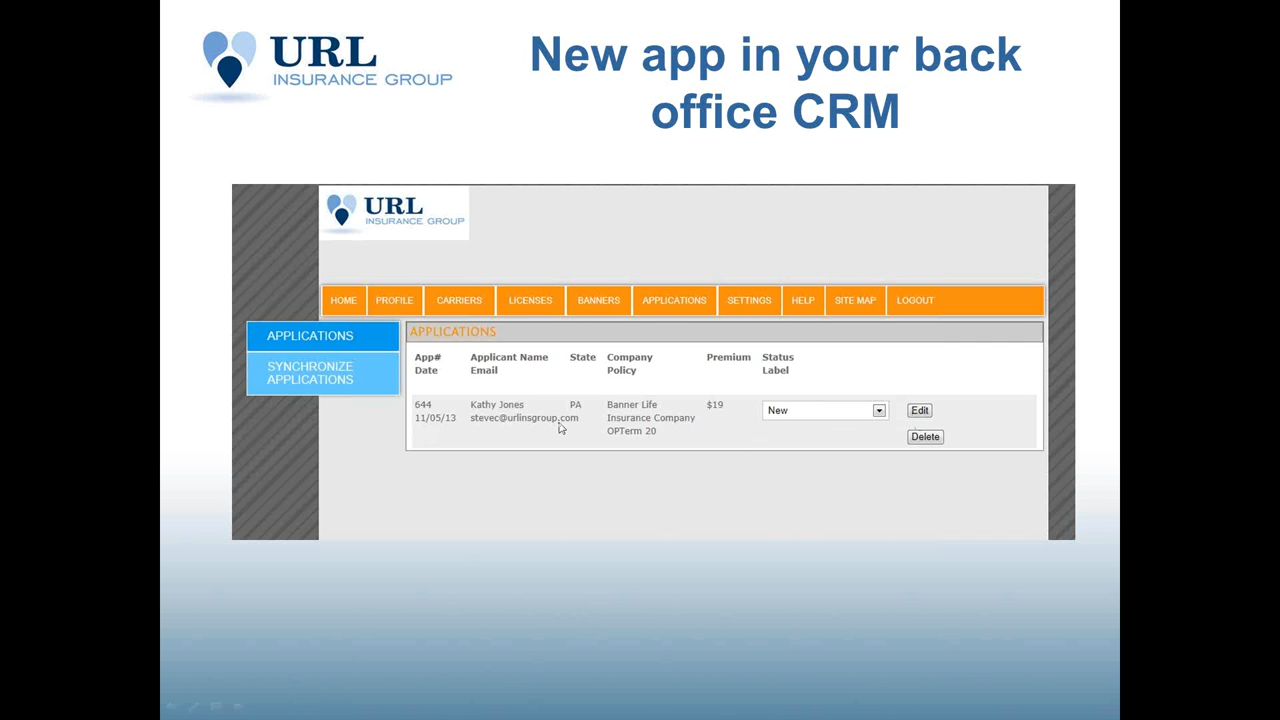 URL
INSURANCE GROUP
New app in your back
office CRM
URL
INSURANCE GROUP
HOME PROFILE CARRIERS LICENSES BANNERS APPLICATIONS SETTINGS HELP SITE MAP LOGOUT
APPLICATIONS
SYNCHRONIZE
APPLICATIONS
APPLICATIONS
App# Applicant Name State Company Premium Status
Date Email Policy Label
644 Kathy Jones PA Banner Life $19 New Edit
11/05/13 stevec@urlinsgroup.com Insurance Company
OPTerm 20 Delete